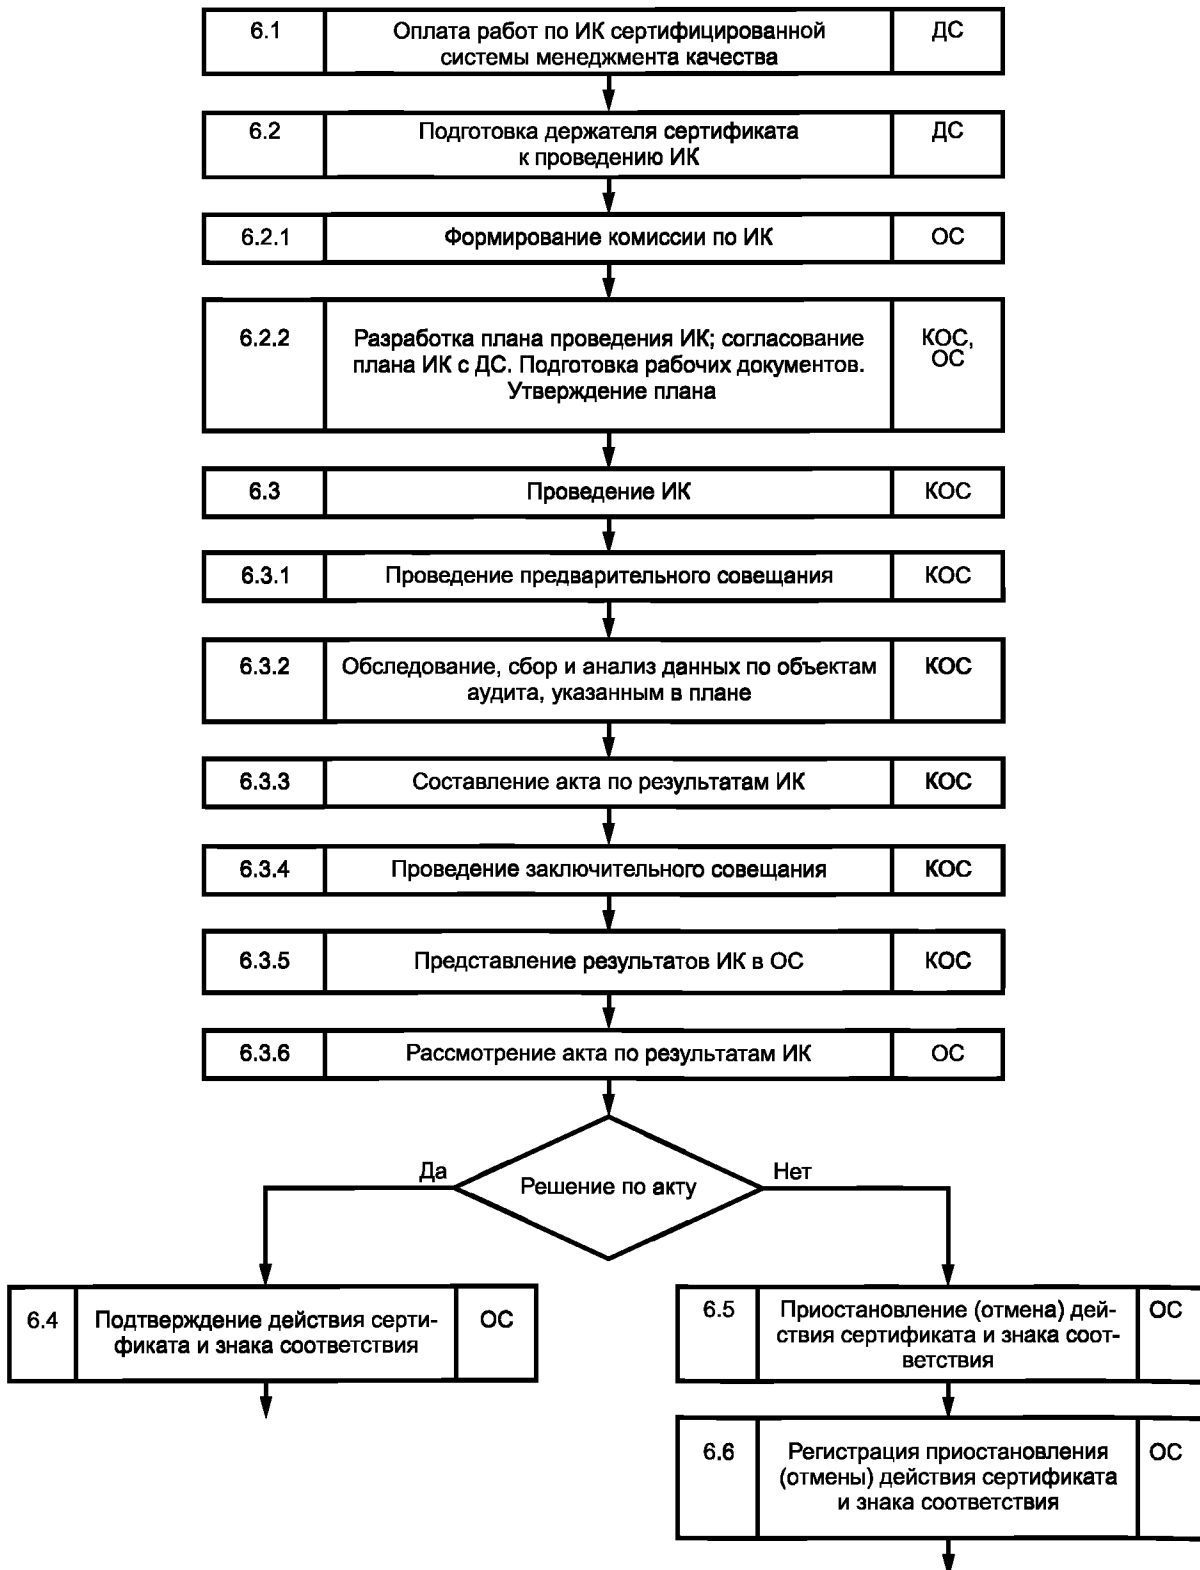 6.1
Оплата работ по ИК сертифицированной
системы менеджмента качества
ДС
6.2
Подготовка держателя сертификата
к проведению ИК
ДС
6.2.1
Формирование комиссии по ИК
ОС
6.2.2
Разработка плана проведения ИК; согласование
плана ИК с ДС. Подготовка рабочих документов.
Утверждение плана
КОС,
ОС
6.3
Проведение ИК
КОС
6.3.1
Проведение предварительного совещания
КОС
6.3.2
Обследование, сбор и анализ данных по объектам
аудита, указанным в плане
КОС
6.3.3
Составление акта по результатам ИК
КОС
6.3.4
Проведение заключительного совещания
КОС
6.3.5
Представление результатов ИК в ОС
КОС
6.3.6
Рассмотрение акта по результатам ИК
ОС
Да
Решение по акту
Нет
6.4
Подтверждение действия серти-
фиката и знака соответствия
ОС
6.5
Приостановление (отмена) дей-
ствия сертификата и знака соот-
ветствия
ОС
6.6
Регистрация приостановления
(отмены) действия сертификата
и знака соответствия
ОС